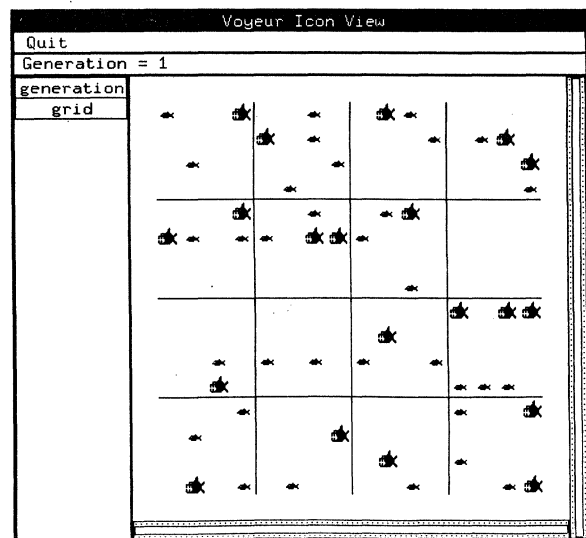 Voyeur Icon View
Quit
Generation = 1
generation
grid